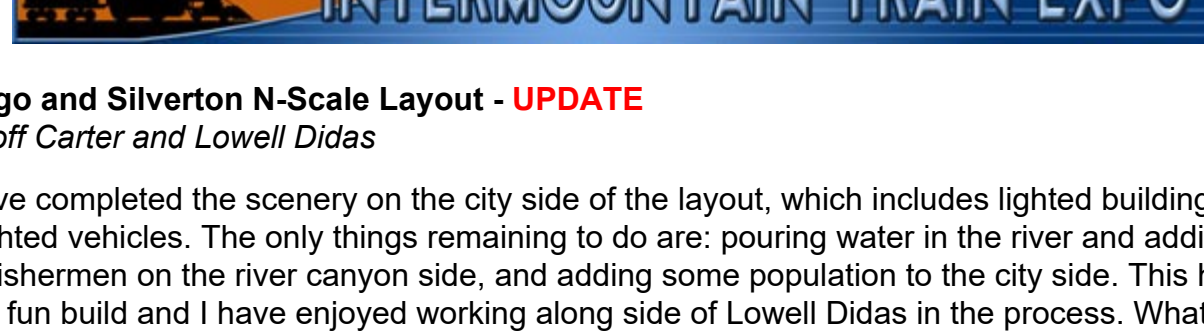 INTERMOUNTAIN TRAIN EXPO
go and Silverton N-Scale Layout - UPDATE
off Carter and Lowell Didas
ve completed the scenery on the city side of the layout, which includes lighted building
hted vehicles. The only things remaining to do are: pouring water in the river and addi
ishermen on the river canyon side, and adding some population to the city side. This h
fun build and I have enjoyed working along side of Lowell Didas in the process. What